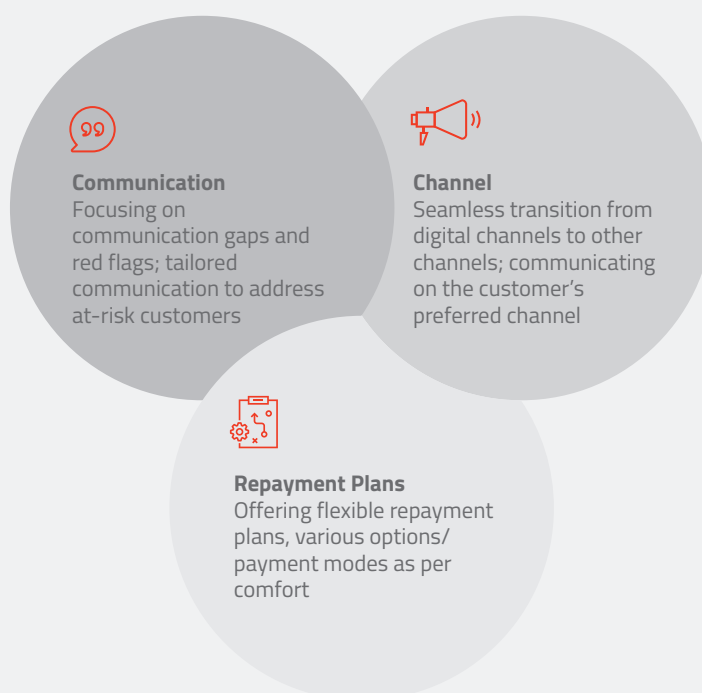 Communication
Focusing on
communication gaps and
red flags; tailored
communication to address
at-risk customers
Channel
Seamless transition from
digital channels to other
channels; communicating
on the customer’s
preferred channel
Repayment Plans
Offering flexible repayment
plans, various options/
payment modes as per
comfort